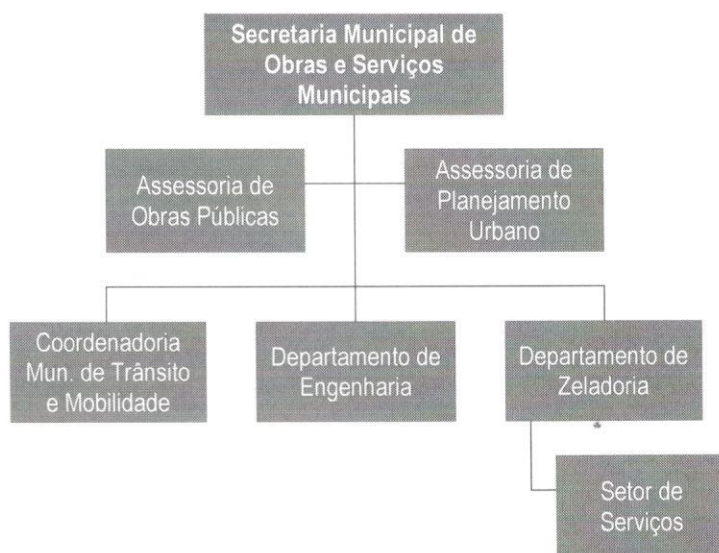 Secretaria Municipal de
Obras e Serviços
Municipais
Assessoria de
Obras Públicas
Assessoria de
Planejamento
Urbano
Coordenadoria
Mun. de Trânsito
e Mobilidade
Departamento de
Engenharia
Departamento de
Zeladoria
Setor de
Serviços